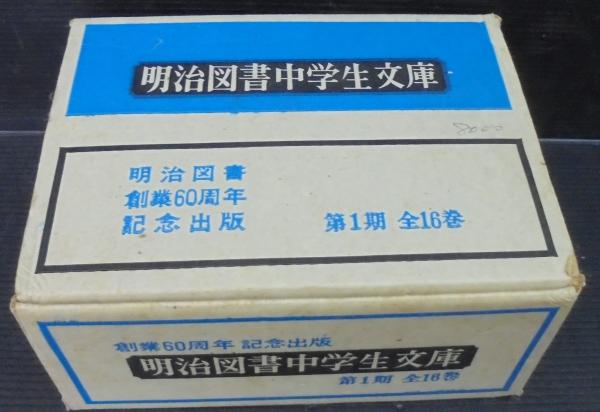 明治図書中学生文庫
8000
明治図書
創業60周年
記念出版
第1期 全16巻
創業60周年 記念出版
明治図書中学生文庫
第1期 全16巻